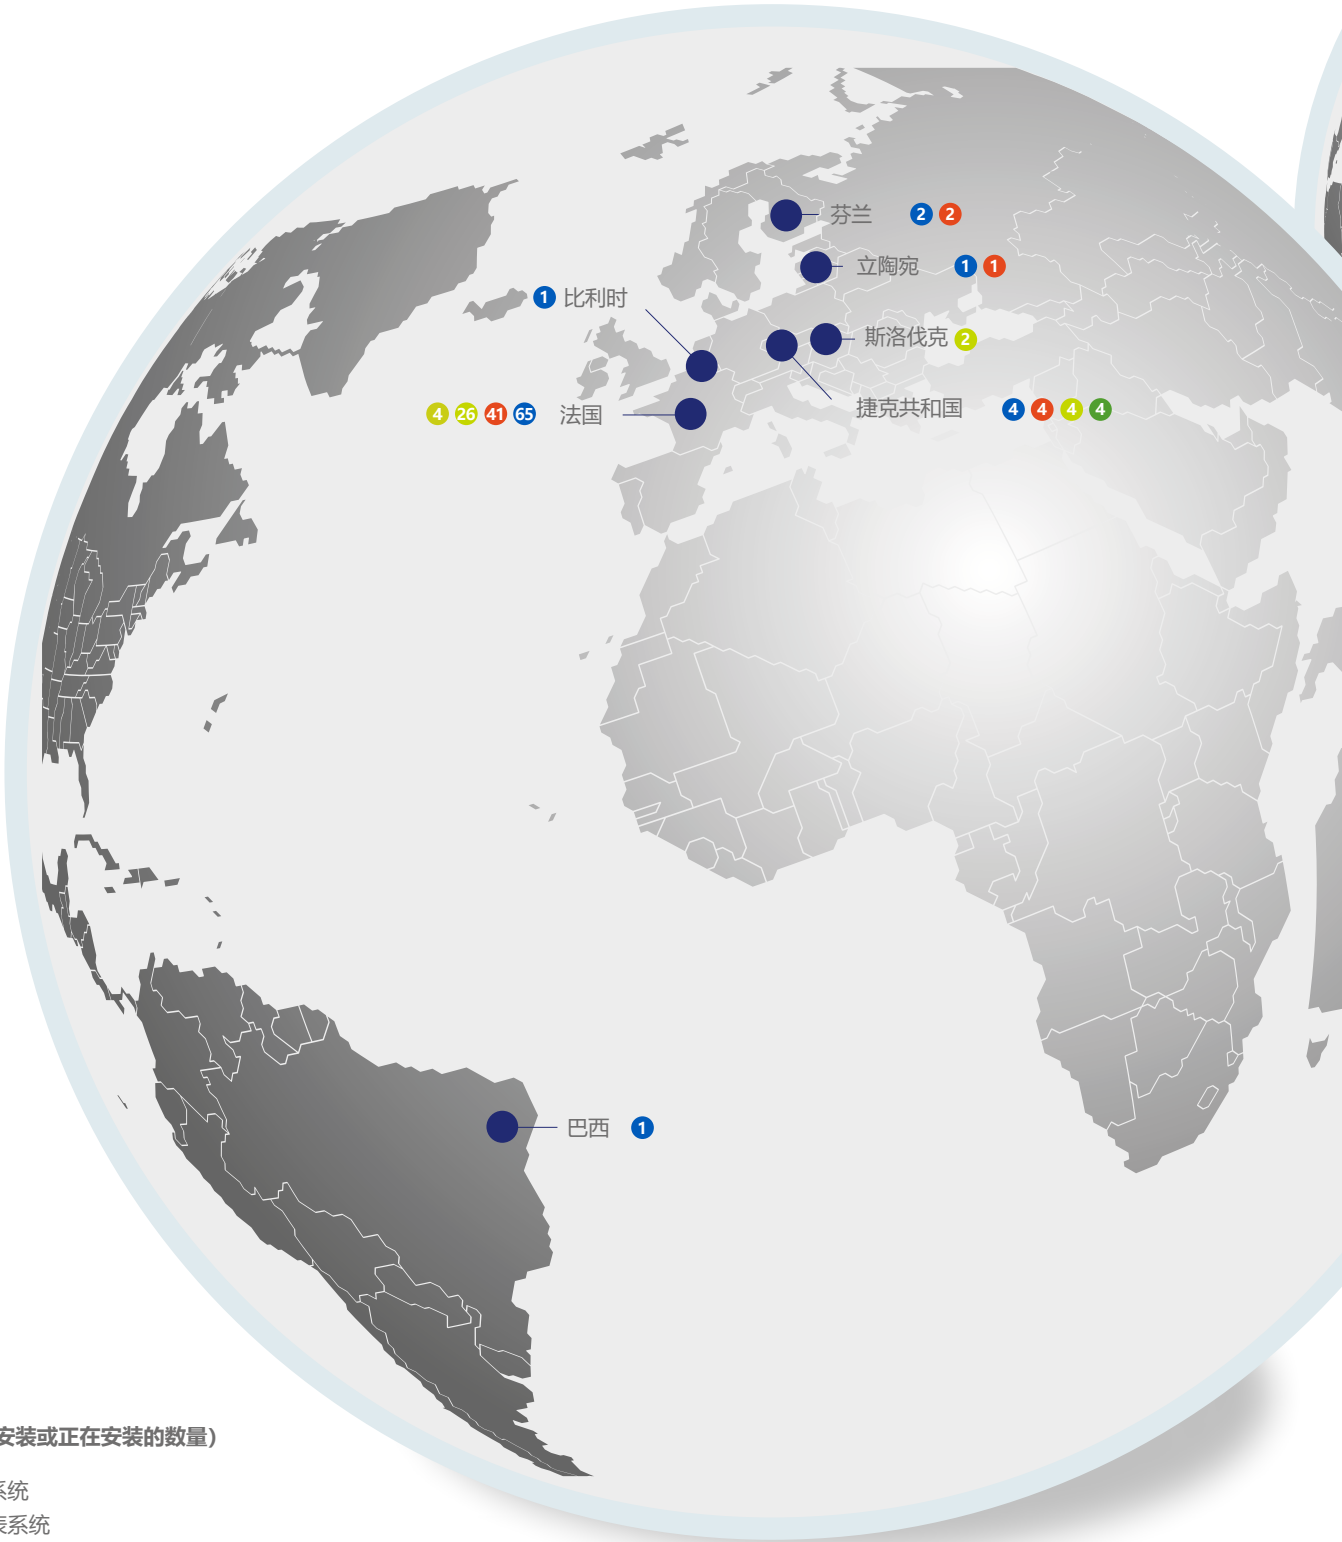 芬兰 2 2
立陶宛 1 1
1 比利时
斯洛伐克 2
捷克共和国 4 4 4 4
4 26 41 65 法国
巴西 1
安装或正在安装的数量)
系统
表系统